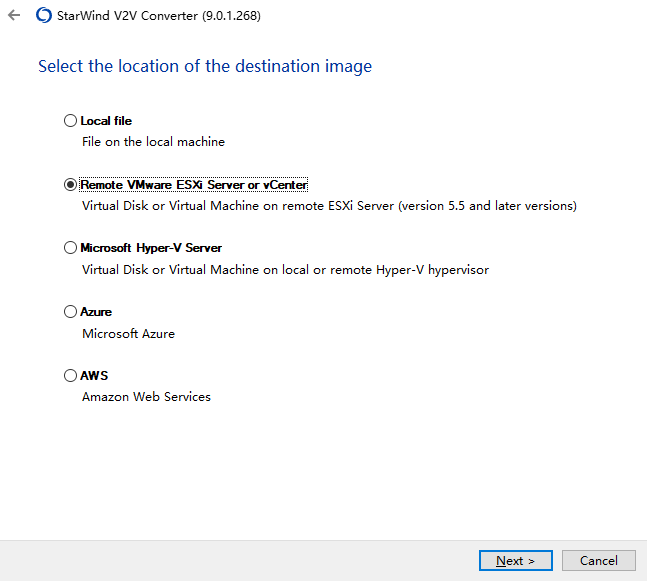 StarWind V2V Converter (9.0.1.268)
Select the location of the destination image
Local file
File on the local machine
Remote VMware ESXi Server or vCenter
Virtual Disk or Virtual Machine on remote ESXi Server (version 5.5 and later versions)
Microsoft Hyper-V Server
Virtual Disk or Virtual Machine on local or remote Hyper-V hypervisor
Azure
Microsoft Azure
AWS
Amazon Web Services
Next > Cancel